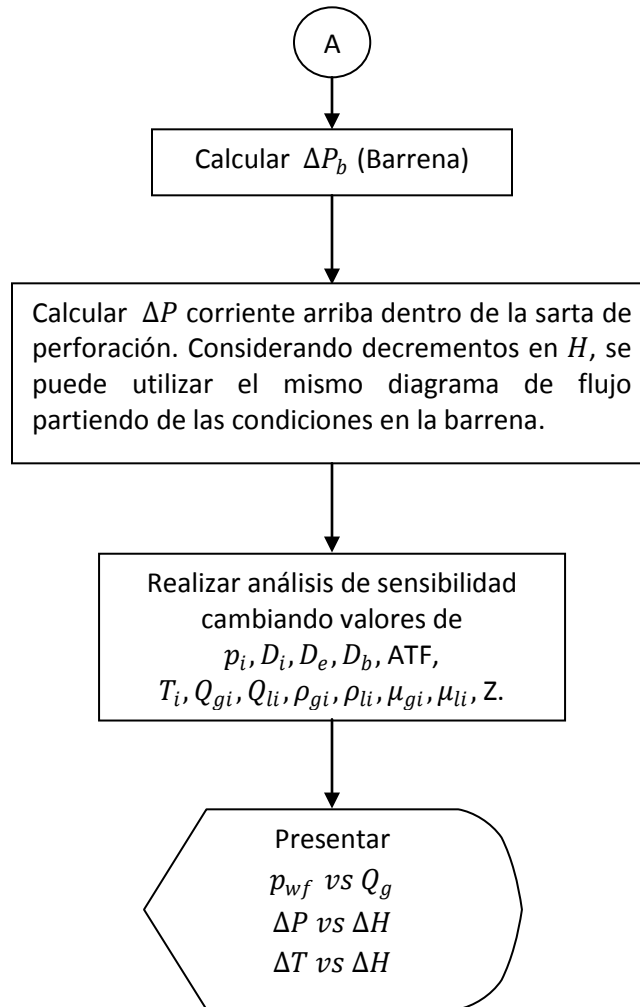 A
Calcular ΔP_b (Barrena)
Calcular ΔP corriente arriba dentro de la sarta de
perforación. Considerando decrementos en H, se
puede utilizar el mismo diagrama de flujo
partiendo de las condiciones en la barrena.
Realizar análisis de sensibilidad
cambiando valores de
p_i, D_i, D_e, D_b, ATF,
T_i, Q_gi, Q_li, ρ_gi, ρ_li, μ_gi, μ_li, Z.
Presentar
p_wf vs Q_g
ΔP vs ΔH
ΔT vs ΔH